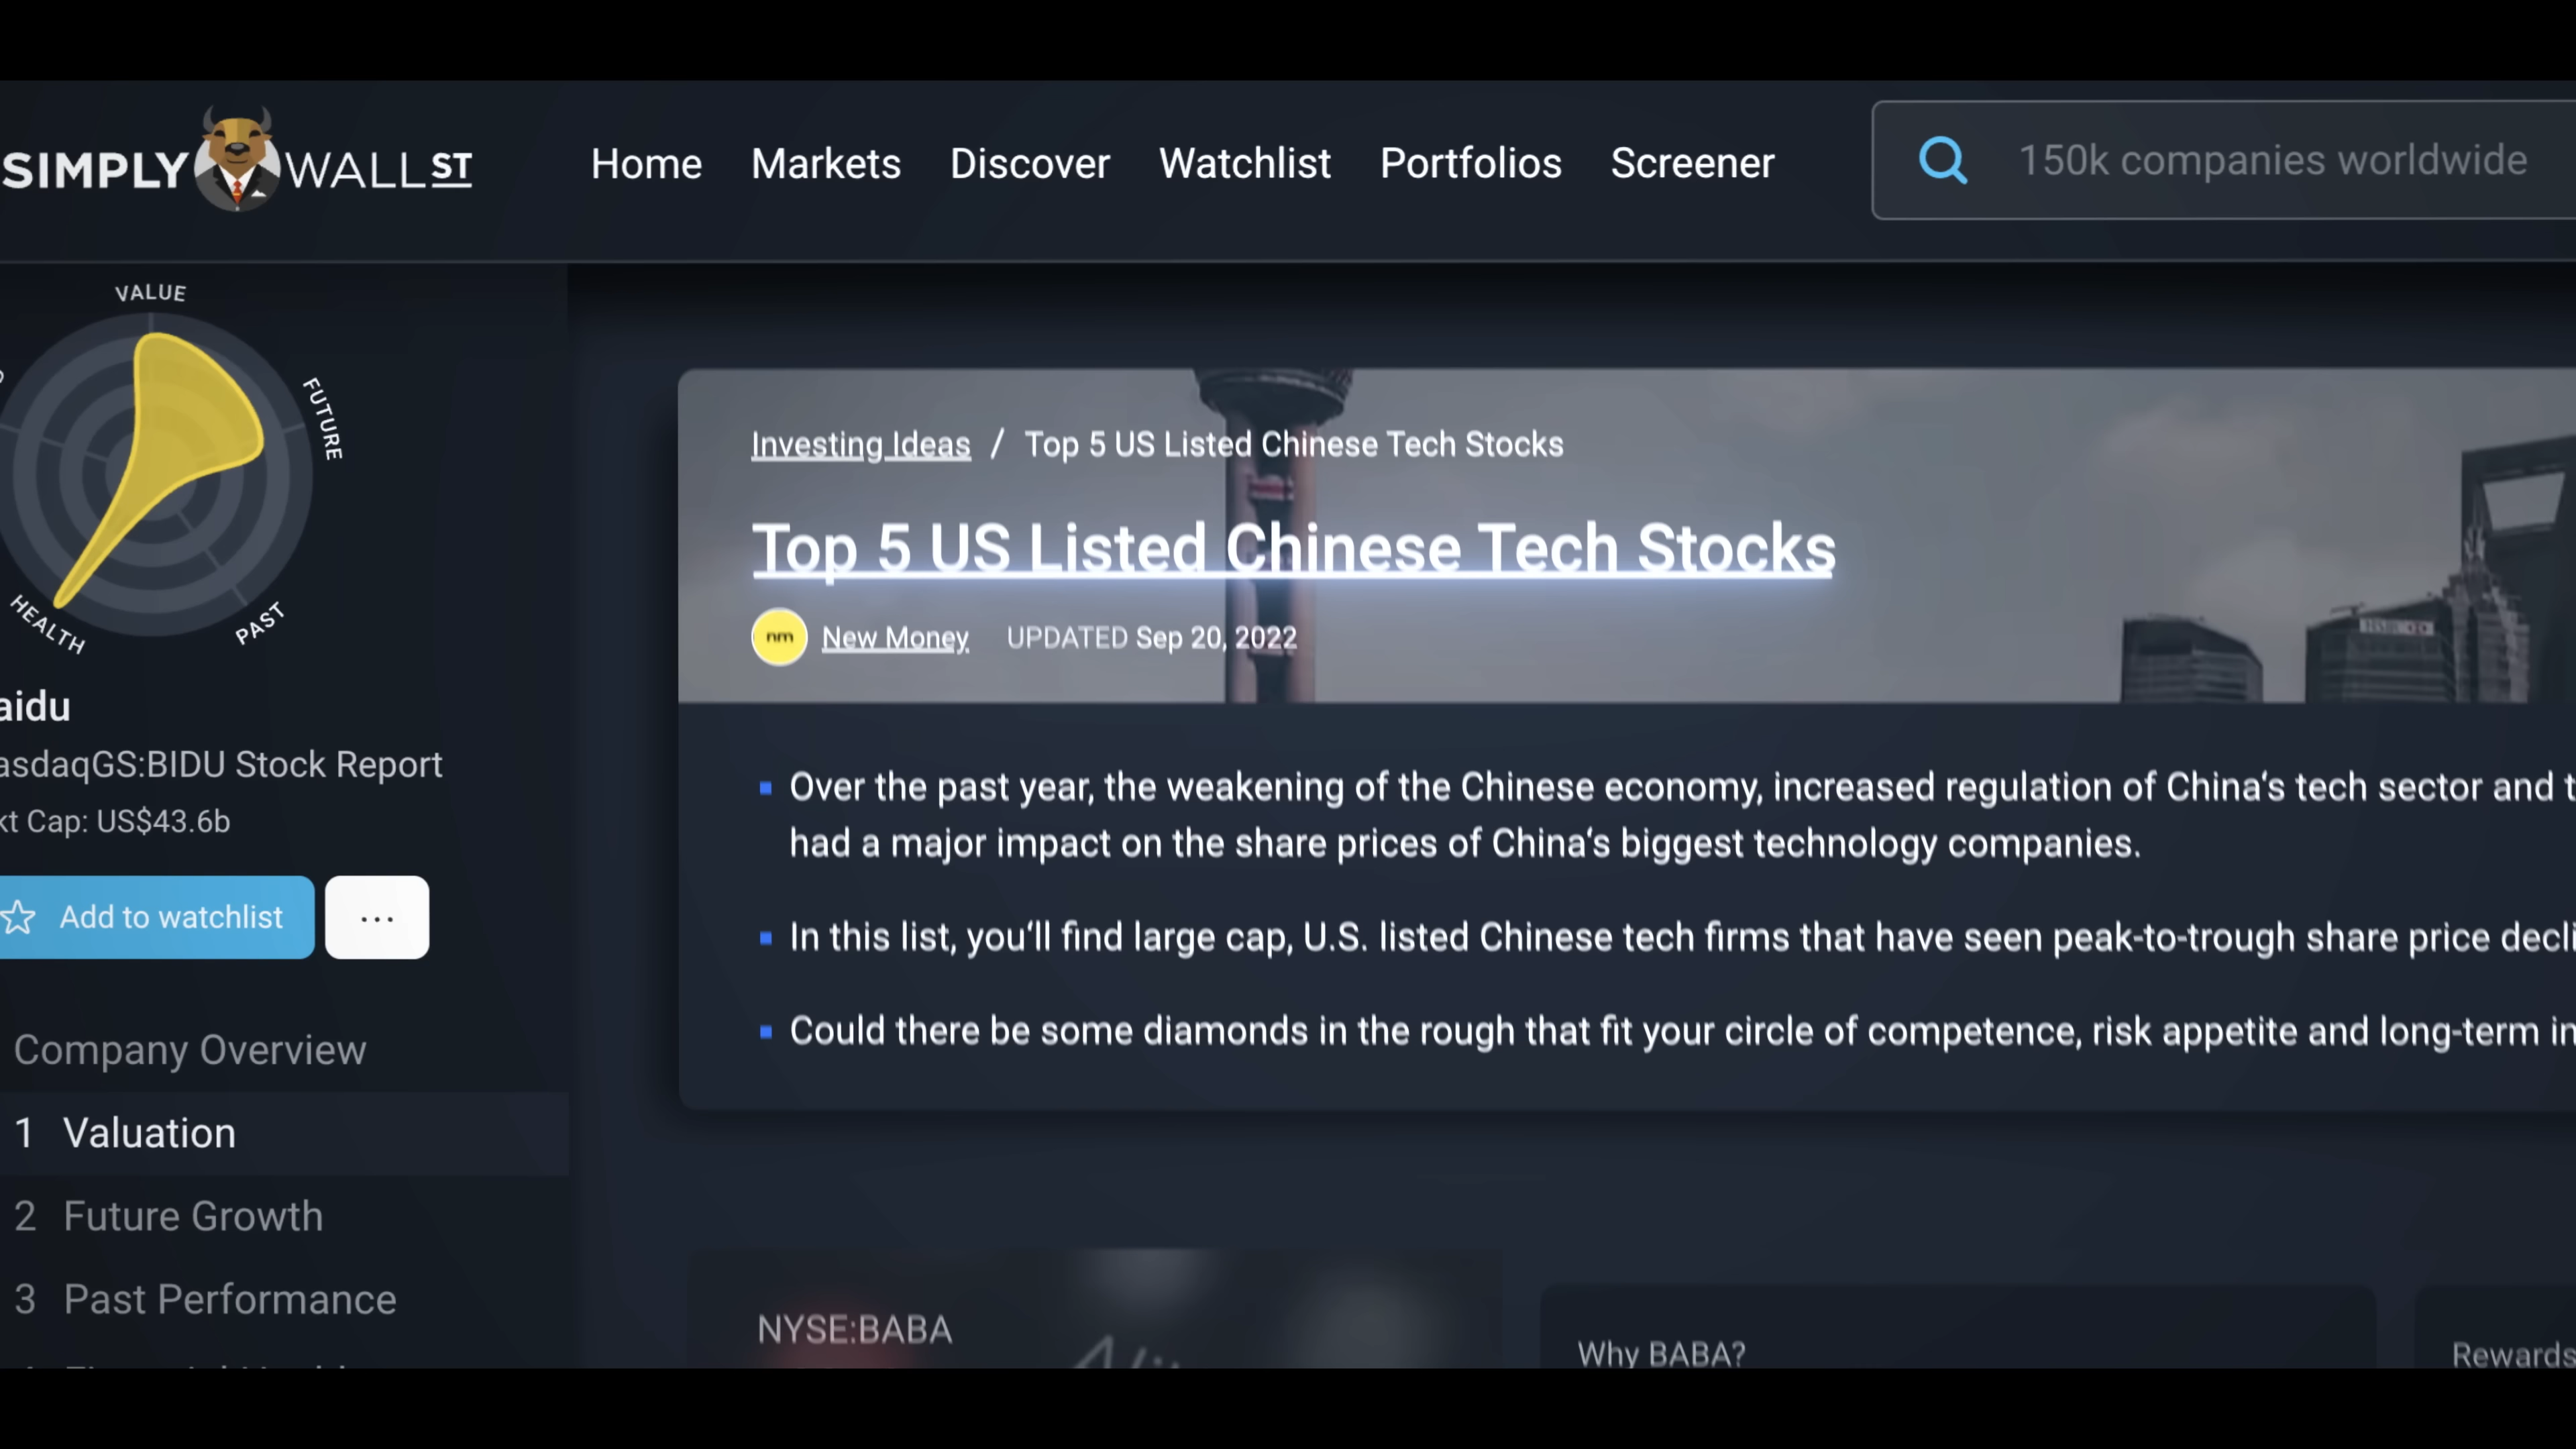 SIMPLY WALL ST
Home Markets Discover Watchlist Portfolios Screener
150k companies worldwide
VALUE
FUTURE
PAST
HEALTH
aidu
asdaqGS:BIDU Stock Report
kt Cap: US$43.6b
Add to watchlist
...
Company Overview
1 Valuation
2 Future Growth
3 Past Performance
Investing Ideas / Top 5 US Listed Chinese Tech Stocks
Top 5 US Listed Chinese Tech Stocks
nm New Money UPDATED Sep 20, 2022
Over the past year, the weakening of the Chinese economy, increased regulation of China‘s tech sector and t
had a major impact on the share prices of China‘s biggest technology companies.
In this list, you‘ll find large cap, U.S. listed Chinese tech firms that have seen peak-to-trough share price decli
Could there be some diamonds in the rough that fit your circle of competence, risk appetite and long-term in
NYSE:BABA
Why BABA?
Rewards